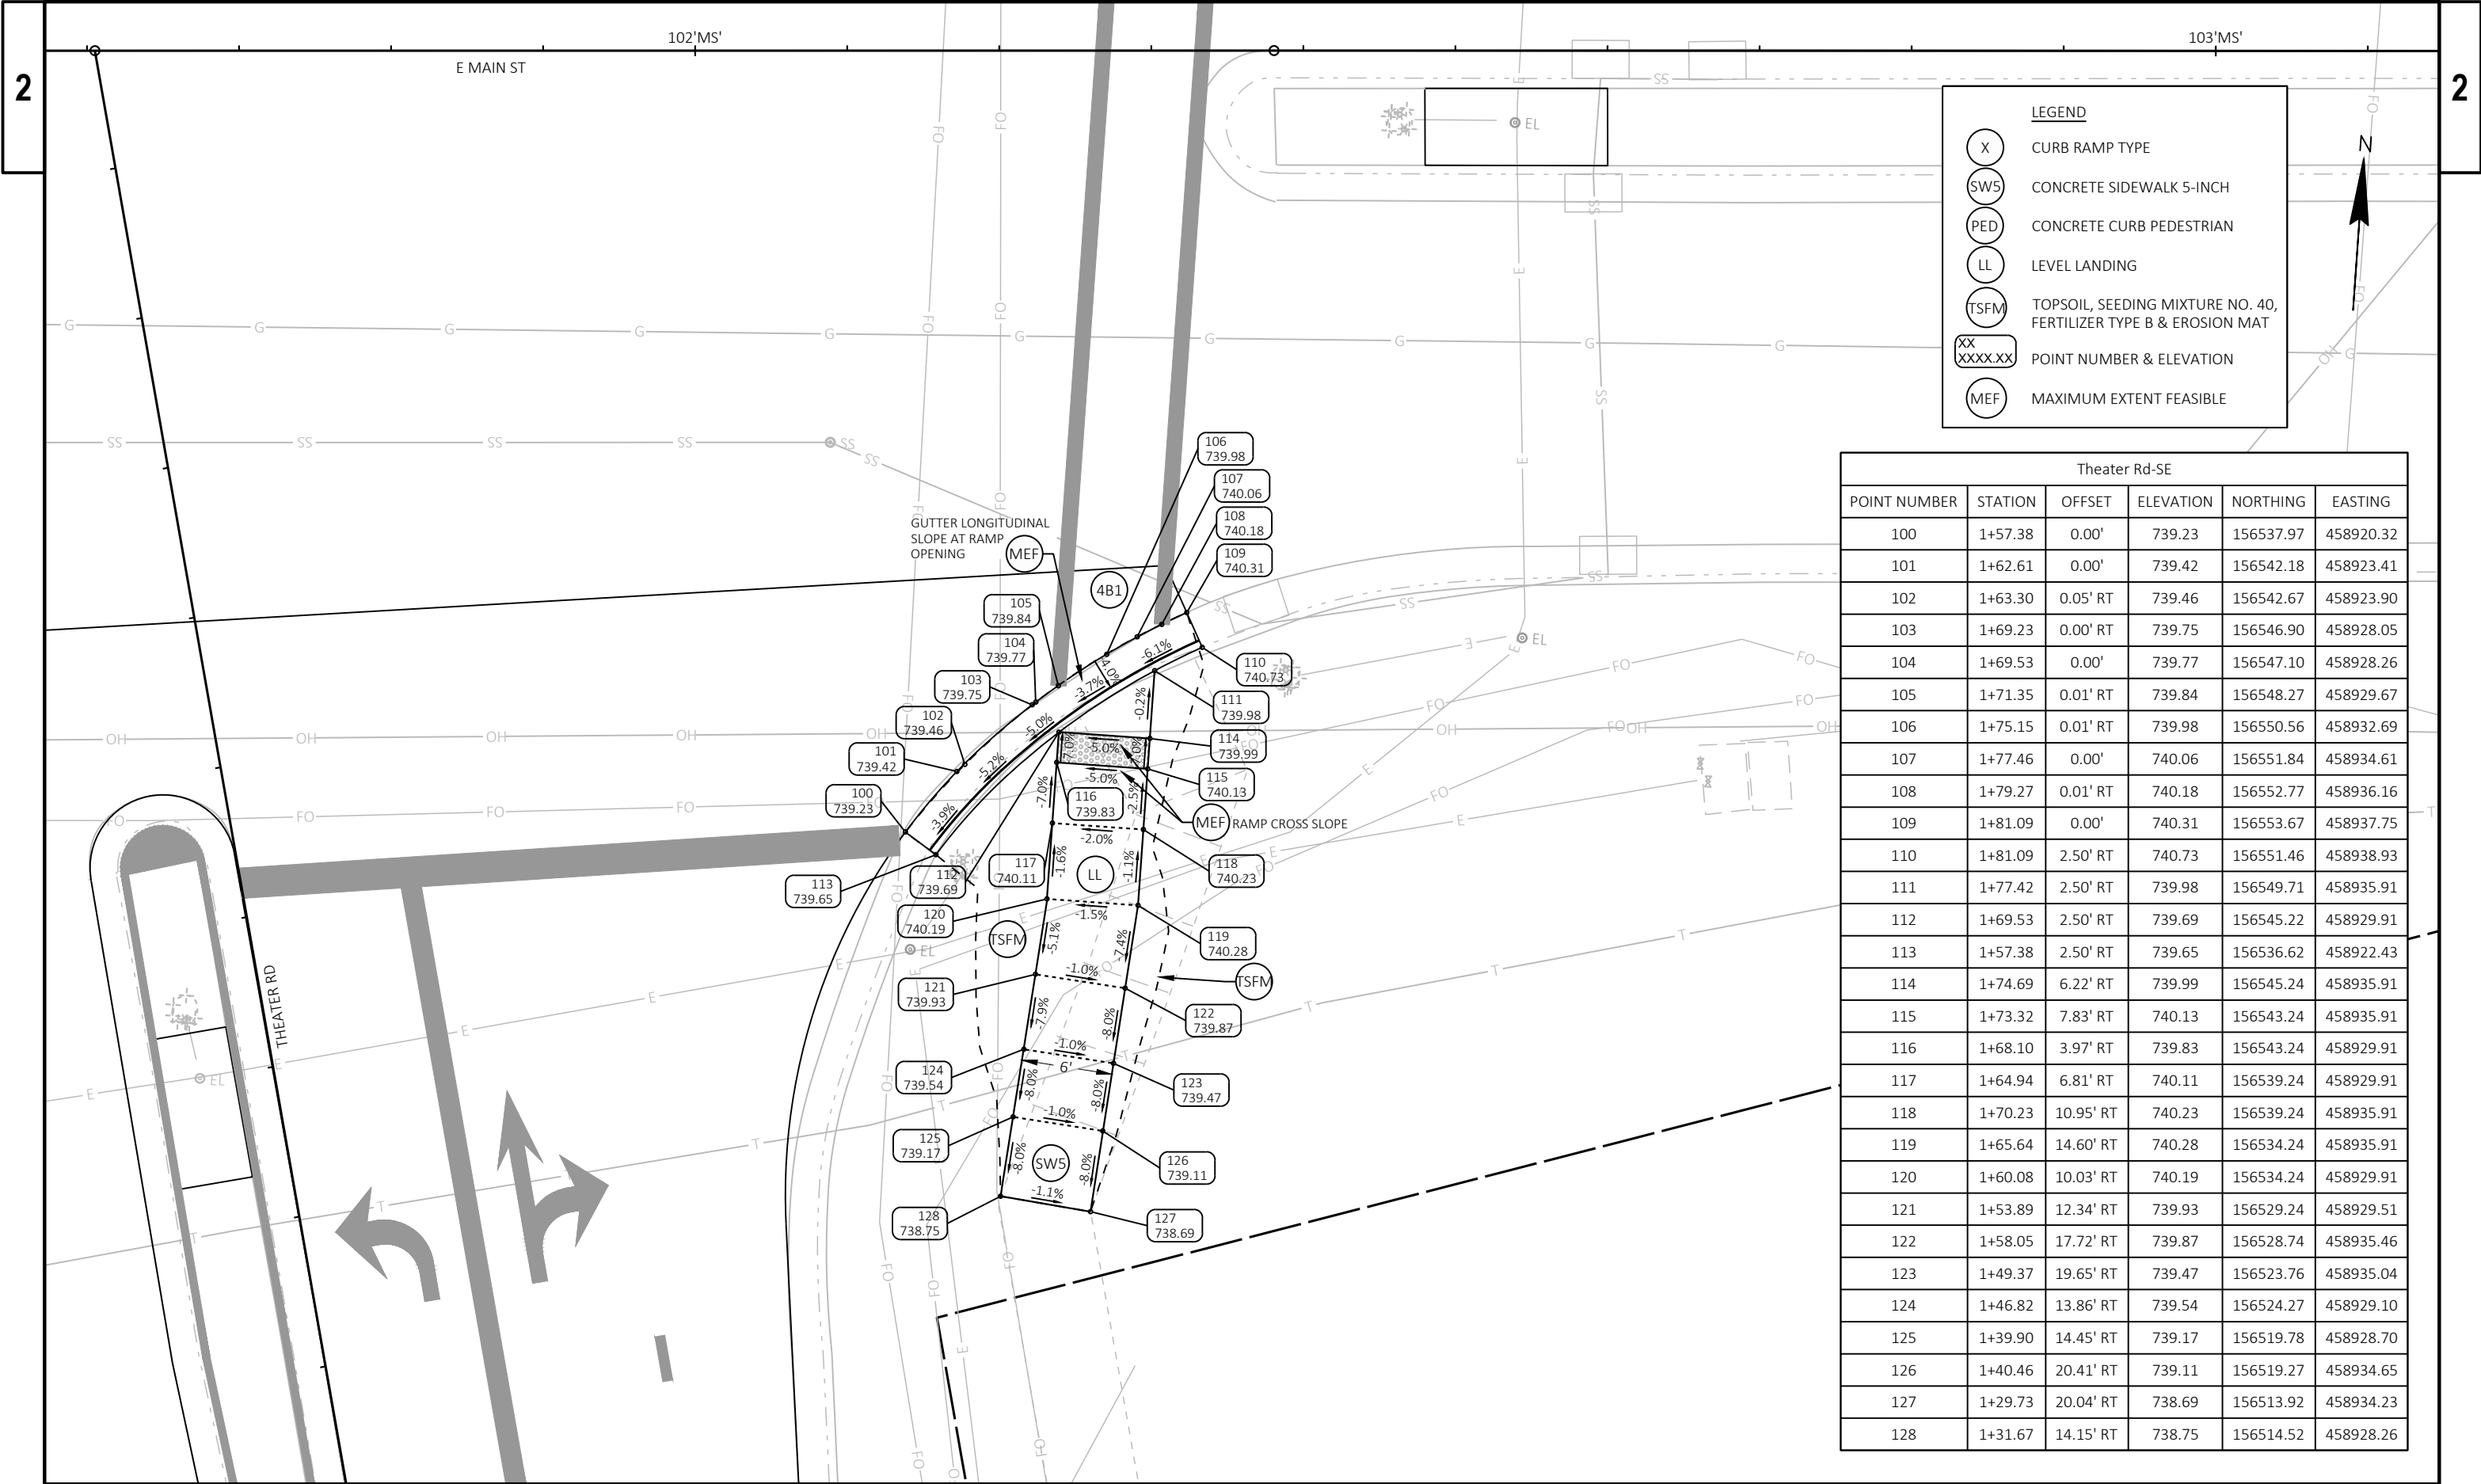 2
2
102'MS'
103'MS'
E MAIN ST
LEGEND
X CURB RAMP TYPE
SW5 CONCRETE SIDEWALK 5-INCH
PED CONCRETE CURB PEDESTRIAN
LL LEVEL LANDING
TSFM TOPSOIL, SEEDING MIXTURE NO. 40,
FERTILIZER TYPE B & EROSION MAT
XX
XXXX.XX POINT NUMBER & ELEVATION
MEF MAXIMUM EXTENT FEASIBLE
N
EL
G G G G G G G G G G G
SS SS SS SS SS SS
106
739.98
107
740.06
108
740.18
109
740.31
GUTTER LONGITUDINAL
SLOPE AT RAMP
OPENING
MEF
4B1
105
739.84
104
739.77
103
739.75
102
739.46
101
739.42
100
739.23
110
740.73
111
739.98
114
739.99
115
740.13
116
739.83
MEF RAMP CROSS SLOPE
-6.1%
-4.0%
-3.7%
-5.0%
-5.2%
-3.9%
-0.2%
-7.0%
-5.0%
-7.0%
-5.0%
-7.0%
-2.5%
-2.0%
-1.6%
-1.1%
LL
-1.5%
117
740.11
118
740.23
112
739.69
113
739.65
120
740.19
119
740.28
TSFM
TSFM
-5.1%
-7.4%
-1.0%
121
739.93
122
739.87
-7.9%
-8.0%
-1.0%
6'
124
739.54
123
739.47
-8.0%
-8.0%
-1.0%
125
739.17
126
739.11
SW5
-8.0%
-8.0%
-1.1%
128
738.75
127
738.69
OH OH OH OH OH OH OH OH
FO FO FO FO
EL
EL
EL
THEATER RD
Theater Rd-SE
POINT NUMBER STATION OFFSET ELEVATION NORTHING EASTING
100 1+57.38 0.00' 739.23 156537.97 458920.32
101 1+62.61 0.00' 739.42 156542.18 458923.41
102 1+63.30 0.05' RT 739.46 156542.67 458923.90
103 1+69.23 0.00' RT 739.75 156546.90 458928.05
104 1+69.53 0.00' 739.77 156547.10 458928.26
105 1+71.35 0.01' RT 739.84 156548.27 458929.67
106 1+75.15 0.01' RT 739.98 156550.56 458932.69
107 1+77.46 0.00' 740.06 156551.84 458934.61
108 1+79.27 0.01' RT 740.18 156552.77 458936.16
109 1+81.09 0.00' 740.31 156553.67 458937.75
110 1+81.09 2.50' RT 740.73 156551.46 458938.93
111 1+77.42 2.50' RT 739.98 156549.71 458935.91
112 1+69.53 2.50' RT 739.69 156545.22 458929.91
113 1+57.38 2.50' RT 739.65 156536.62 458922.43
114 1+74.69 6.22' RT 739.99 156545.24 458935.91
115 1+73.32 7.83' RT 740.13 156543.24 458935.91
116 1+68.10 3.97' RT 739.83 156543.24 458929.91
117 1+64.94 6.81' RT 740.11 156539.24 458929.91
118 1+70.23 10.95' RT 740.23 156539.24 458935.91
119 1+65.64 14.60' RT 740.28 156534.24 458935.91
120 1+60.08 10.03' RT 740.19 156534.24 458929.91
121 1+53.89 12.34' RT 739.93 156529.24 458929.51
122 1+58.05 17.72' RT 739.87 156528.74 458935.46
123 1+49.37 19.65' RT 739.47 156523.76 458935.04
124 1+46.82 13.86' RT 739.54 156524.27 458929.10
125 1+39.90 14.45' RT 739.17 156519.78 458928.70
126 1+40.46 20.41' RT 739.11 156519.27 458934.65
127 1+29.73 20.04' RT 738.69 156513.92 458934.23
128 1+31.67 14.15' RT 738.75 156514.52 458928.26